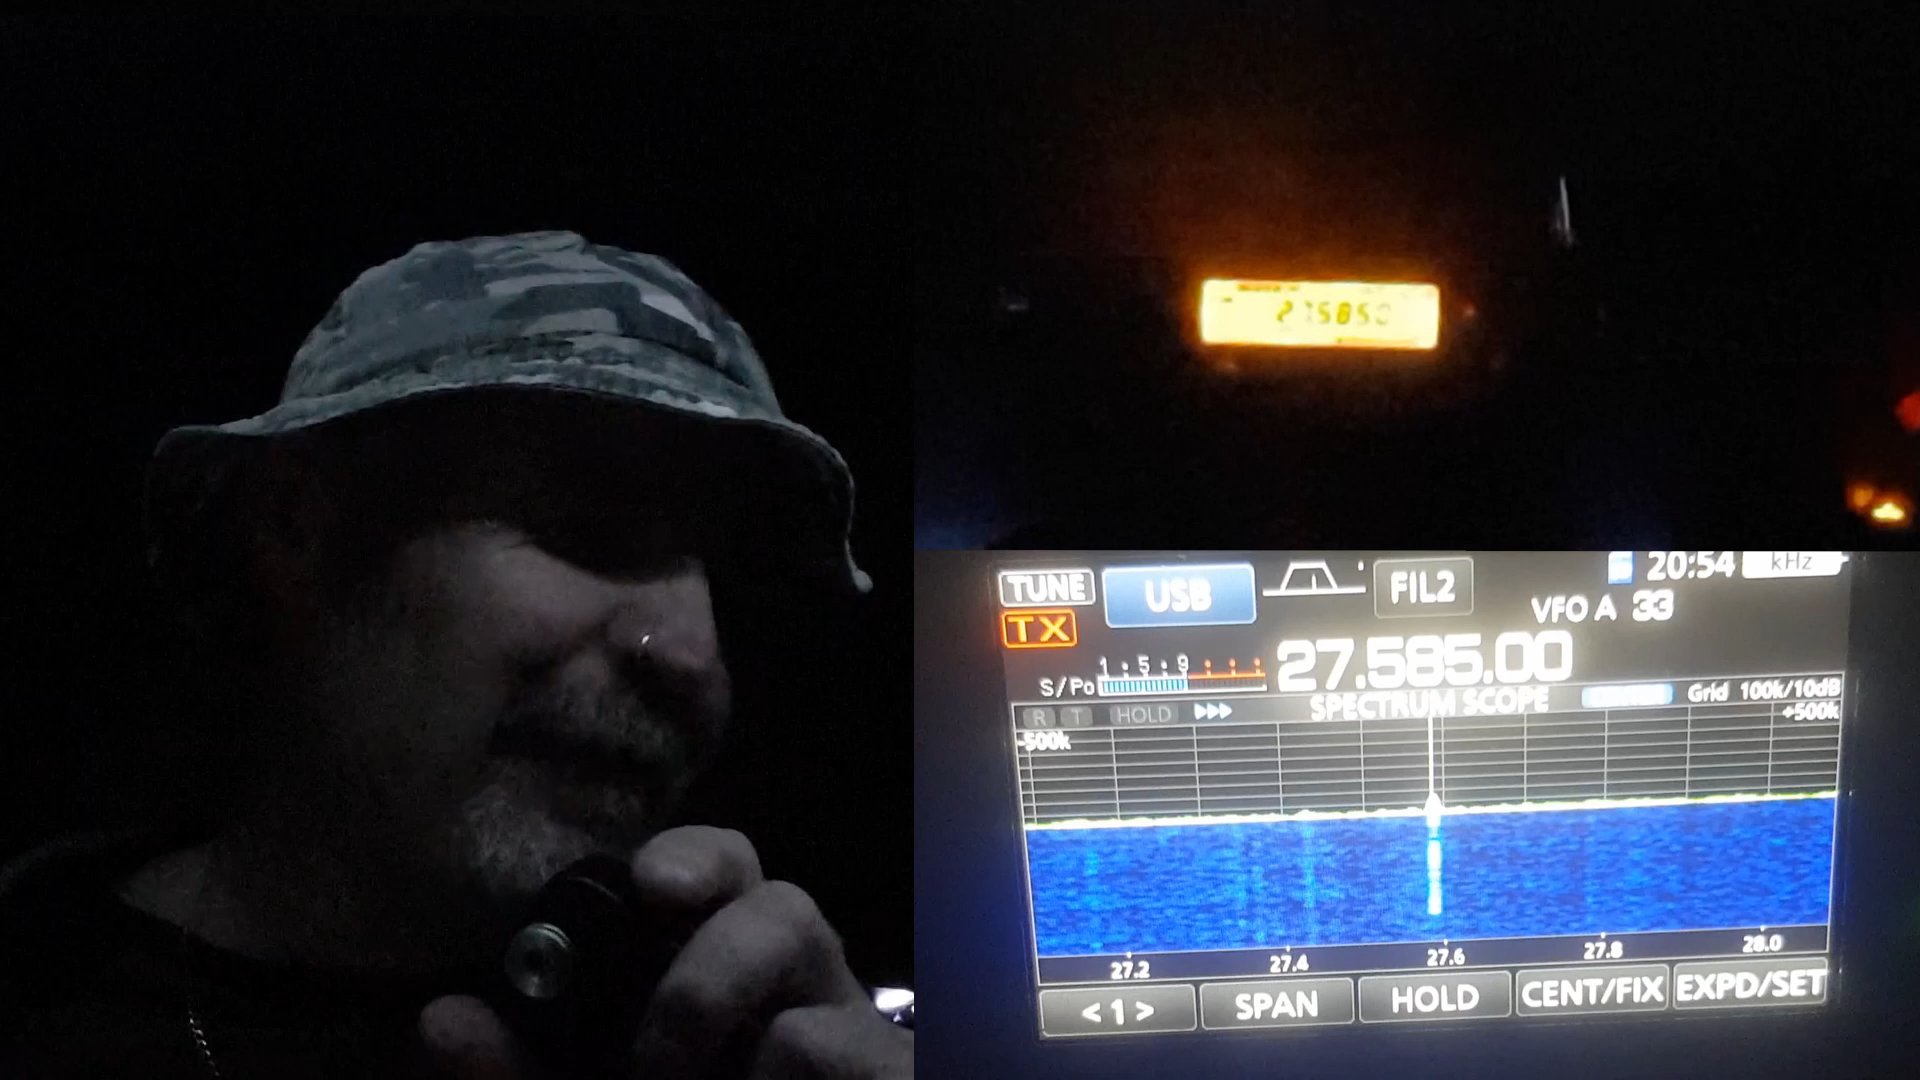 275850
TUNE USB FIL2 20:54 kHz
TX VFO A 33
1 : 5 : 9
S/Po 27.585.00
SPECTRUM SCOPE Grid 100k/10dB
R T HOLD +500k
-500k
27.2 27.4 27.6 27.8 28.0
<1> SPAN HOLD CENT/FIX EXPD/SET